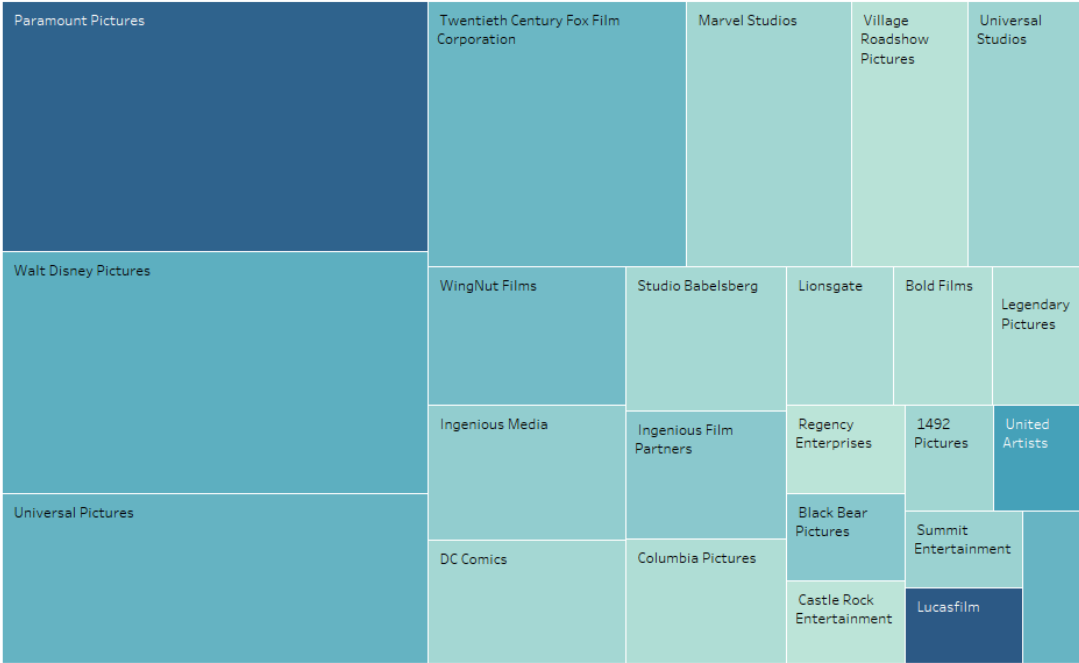 Paramount Pictures
Twentieth Century Fox Film
Corporation
Marvel Studios
Village
Roadshow
Pictures
Universal
Studios
Walt Disney Pictures
WingNut Films
Studio Babelsberg
Lionsgate
Bold Films
Legendary
Pictures
Ingenious Media
Ingenious Film
Partners
Regency
Enterprises
1492
Pictures
United
Artists
Universal Pictures
Black Bear
Pictures
Summit
Entertainment
DC Comics
Columbia Pictures
Castle Rock
Entertainment
Lucasfilm